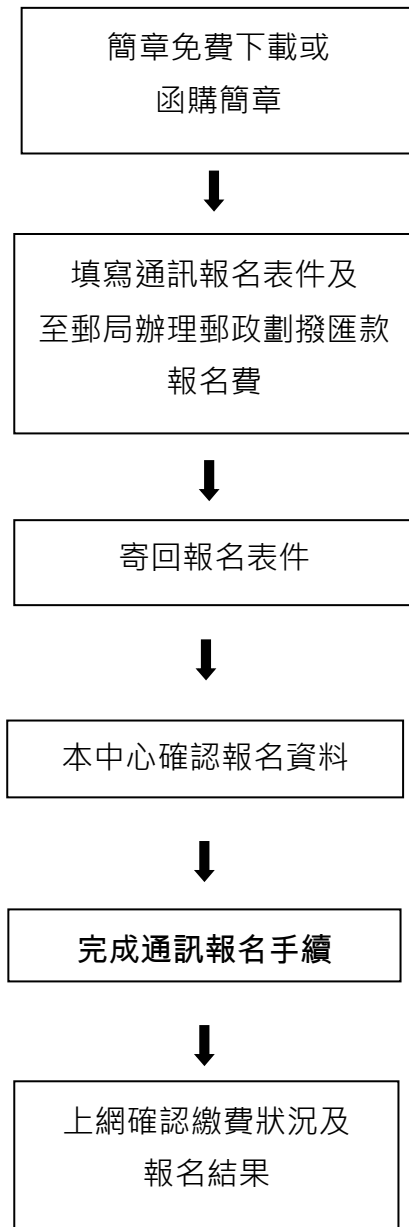 簡章免費下載或
函購簡章
填寫通訊報名表件及
至郵局辦理郵政劃撥匯款
報名費
寄回報名表件
本中心確認報名資料
完成通訊報名手續
上網確認繳費狀況及
報名結果